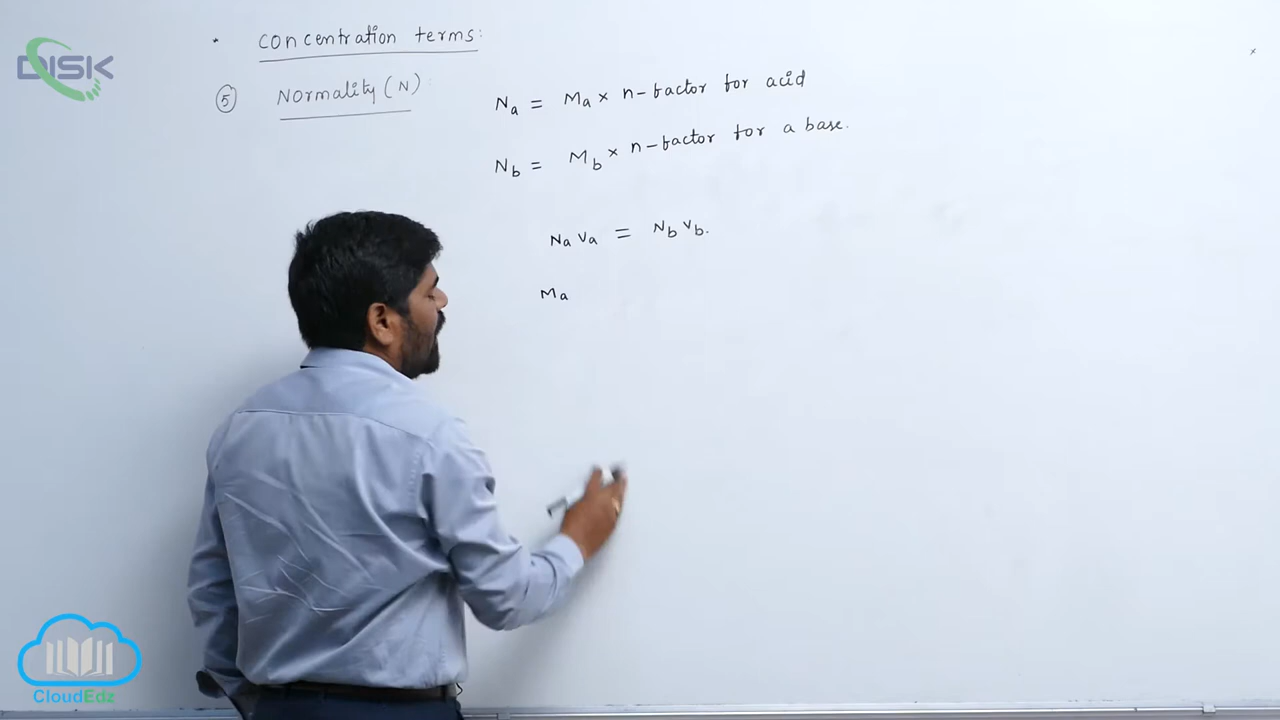 DISK
* Concentration terms:
⑤ Normality (N):
Na = Ma × n-factor for acid
Nb = Mb × n-factor for a base.
Na Va = Nb Vb.
Ma
CloudEdz